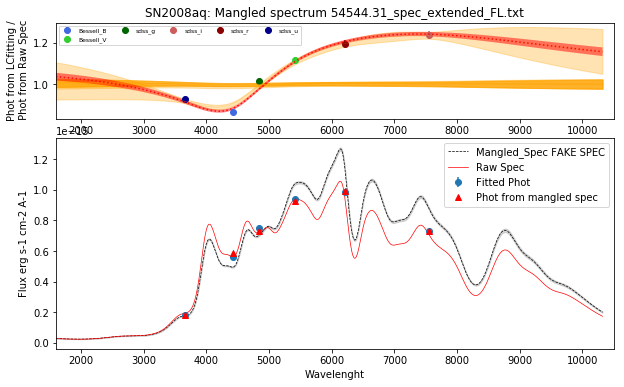 SN2008aq: Mangled spectrum 54544.31_spec_extended_FL.txt
Phot from LCfitting /
Phot from Raw Spec
1.2
1.0
Bessell_B
sdss_g
sdss_i
sdss_r
sdss_u
Bessell_V
2000 3000 4000 5000 6000 7000 8000 9000 10000
Flux erg s-1 cm-2 A-1
1.2
1.0
0.8
0.6
0.4
0.2
0.0
Mangled_Spec FAKE SPEC
Raw Spec
Fitted Phot
Phot from mangled spec
2000 3000 4000 5000 6000 7000 8000 9000 10000
Wavelenght